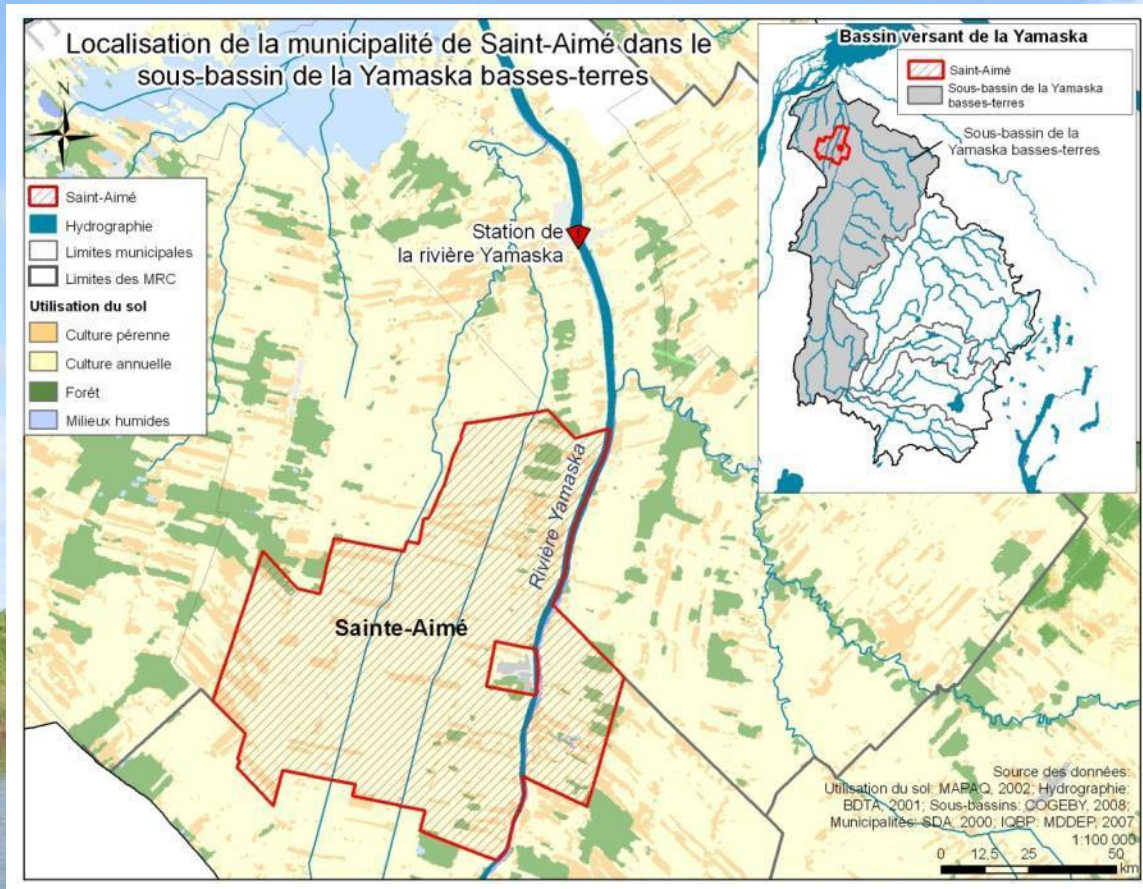 Localisation de la municipalité de Saint-Aimé dans le
sous-bassin de la Yamaska basses-terres
N
Saint-Aimé
Hydrographie
Limites municipales
Limites des MRC
Utilisation du sol
Culture pérenne
Culture annuelle
Forêt
Milieux humides
Station de
la rivière Yamaska
Rivière Yamaska
Sainte-Aimé
Bassin versant de la Yamaska
Saint-Aimé
Sous-bassin de la Yamaska
basses-terres
Sous-bassin de la
Yamaska basses-terres
Source des données:
Utilisation du sol: MAPAQ, 2002; Hydrographie:
BDTA, 2001; Sous-bassins: COGEBY, 2008;
Municipalités: SDA, 2000; IQBP: MDDEP, 2007
1:100 000
0 12,5 25 50
km